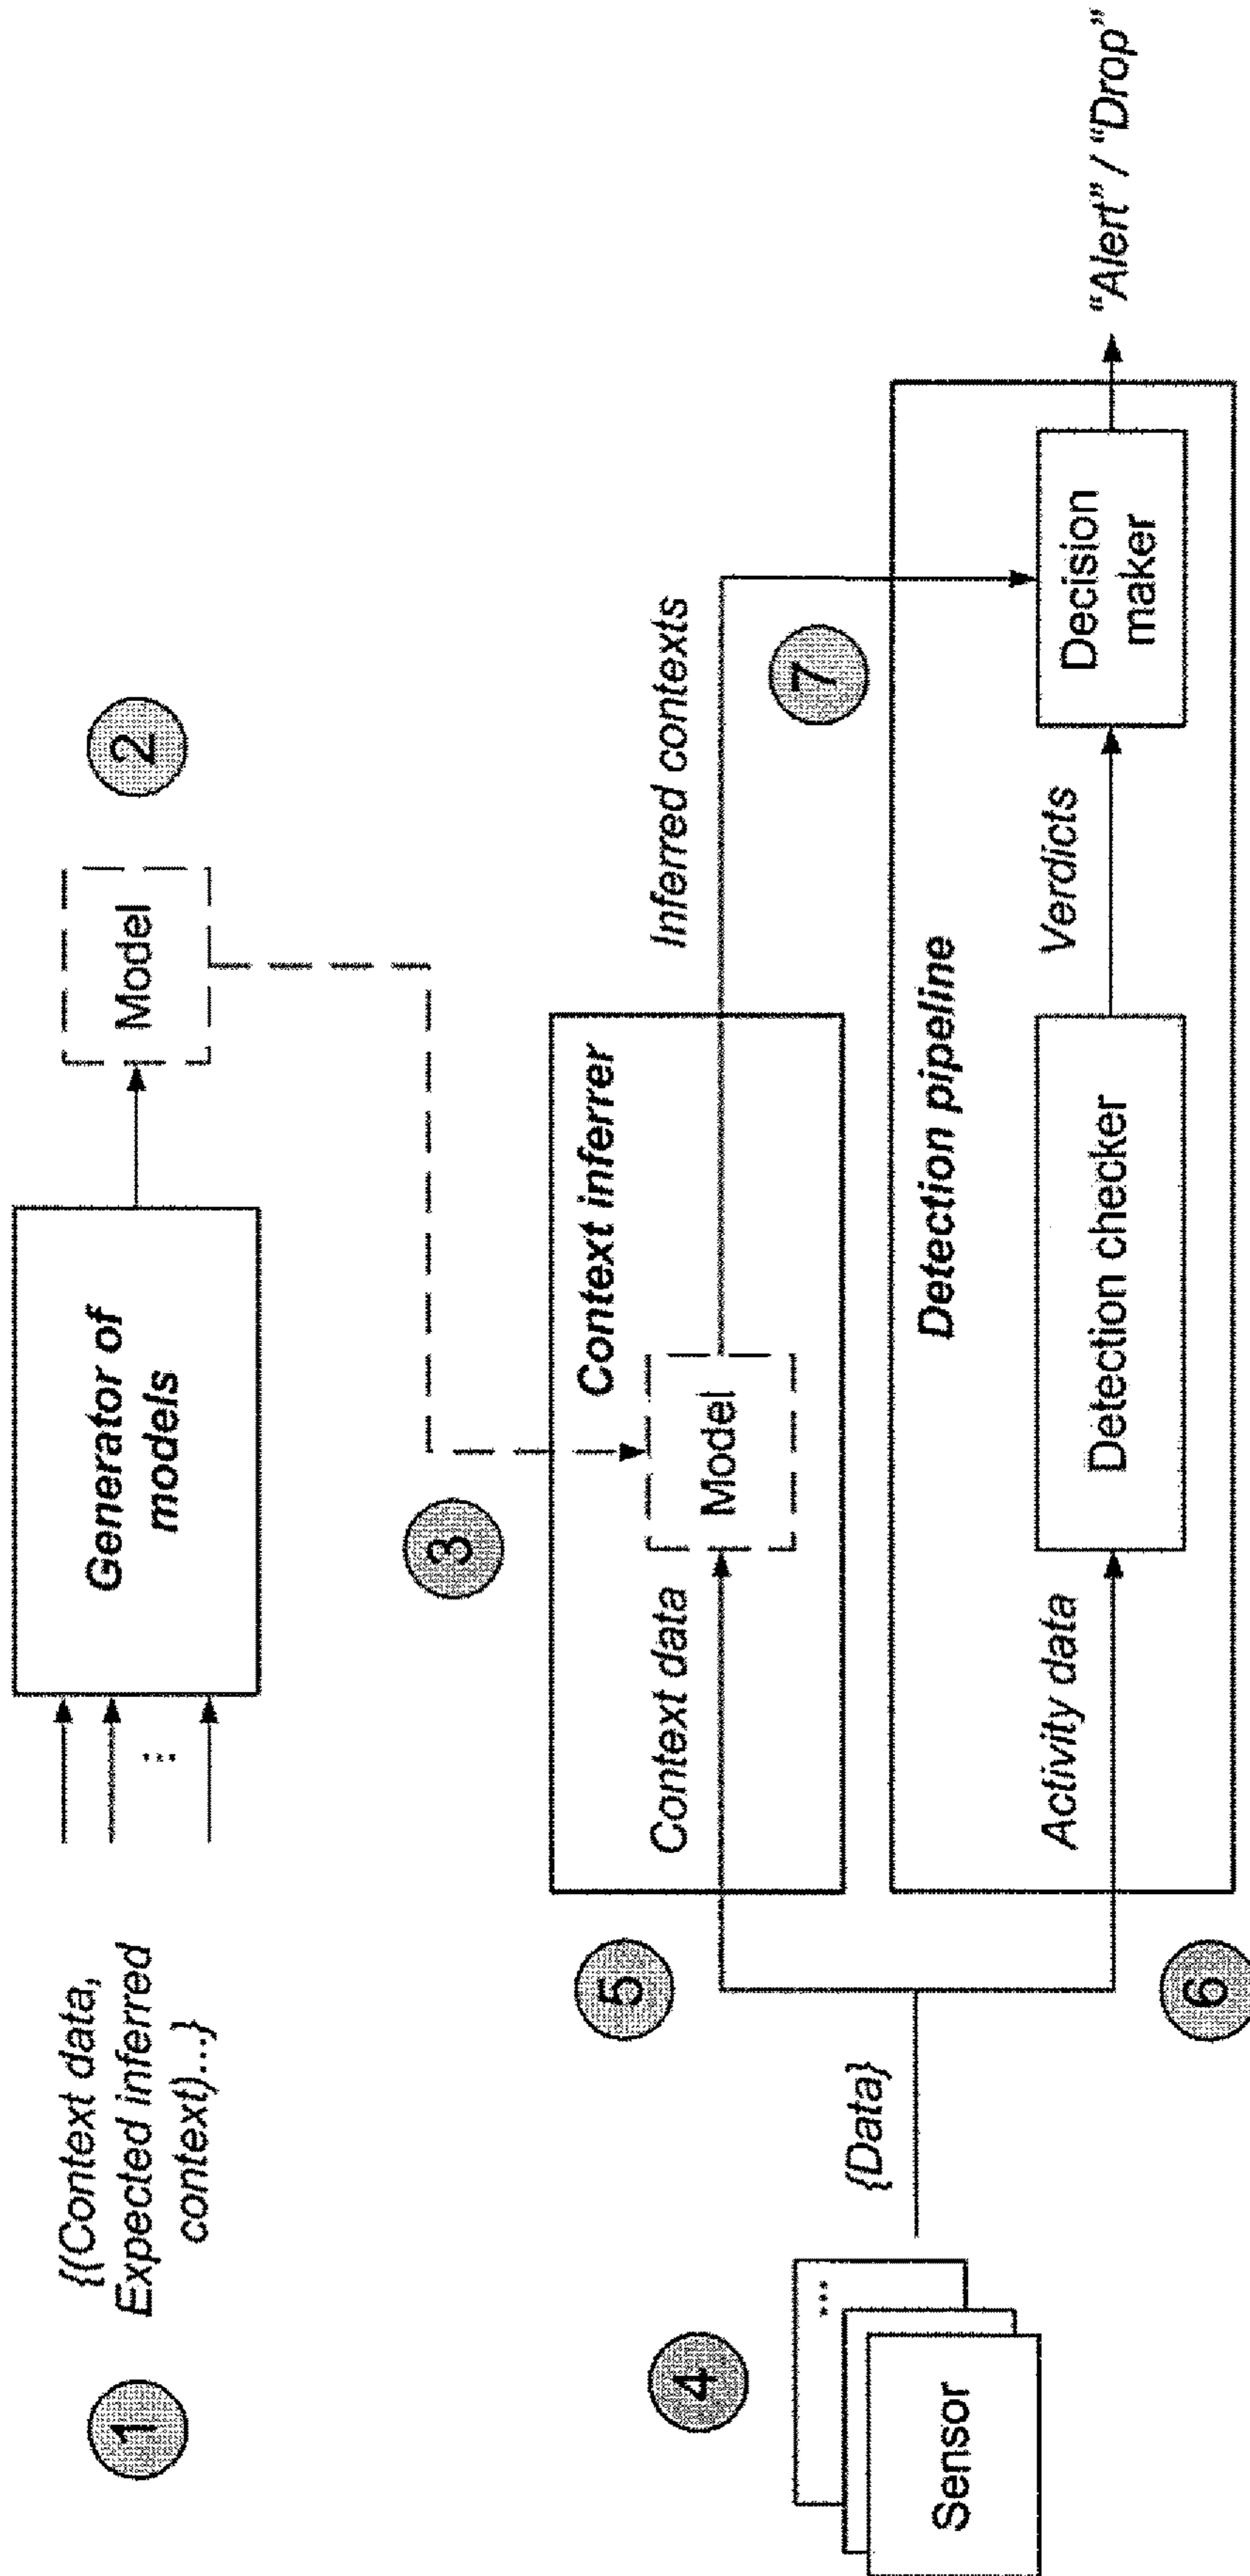 1
{(Context data,
Expected inferred
context)...}
...
Generator of
models
Model
2
3
Context inferrer
5
Context data
Model
Inferred contexts
7
4
...
Sensor
{Data}
6
Detection pipeline
Activity data
Detection checker
Verdicts
Decision
maker
“Alert” / “Drop”